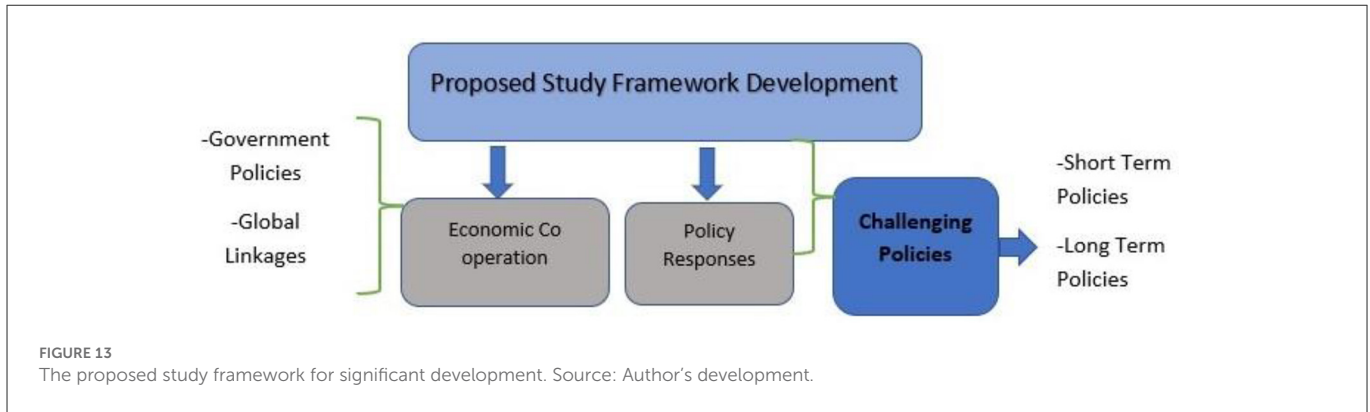 Proposed Study Framework Development
-Government
Policies
-Global
Linkages
Economic Co
operation
Policy
Responses
Challenging
Policies
-Short Term
Policies
-Long Term
Policies
FIGURE 13
The proposed study framework for significant development. Source: Author's development.